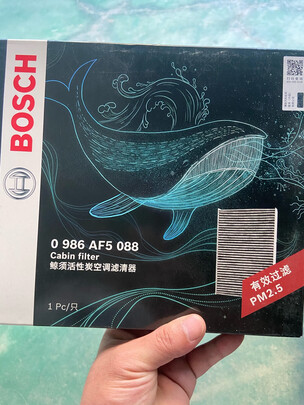 BOSCH
0 986 AF5 088
Cabin filter
鲸须活性炭空调滤清器
1 Pc/只
有效过滤
PM2.5